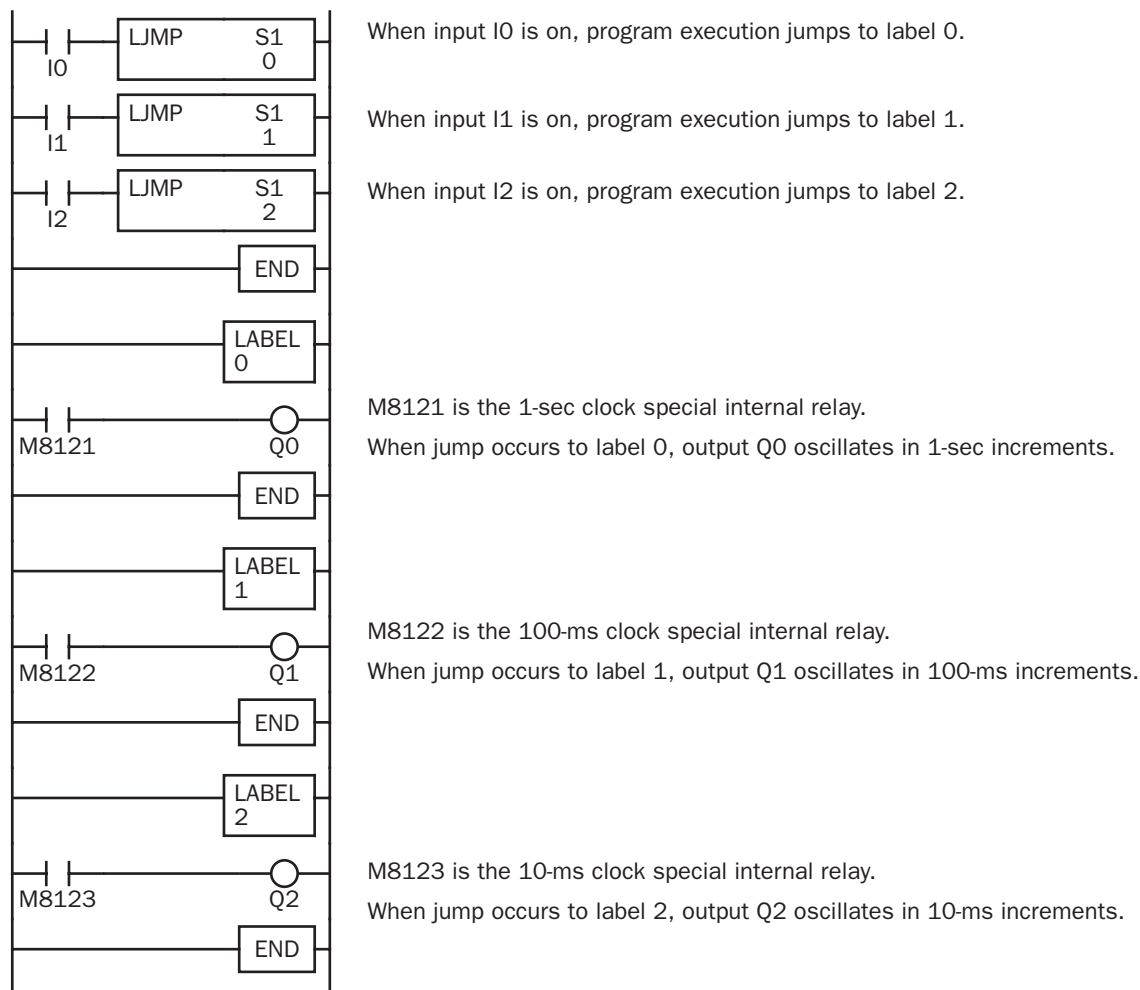 LJMP S1
0
I0
When input I0 is on, program execution jumps to label 0.
LJMP S1
1
I1
When input I1 is on, program execution jumps to label 1.
LJMP S1
2
I2
When input I2 is on, program execution jumps to label 2.
END
LABEL
0
M8121 Q0
M8121 is the 1-sec clock special internal relay.
When jump occurs to label 0, output Q0 oscillates in 1-sec increments.
END
LABEL
1
M8122 Q1
M8122 is the 100-ms clock special internal relay.
When jump occurs to label 1, output Q1 oscillates in 100-ms increments.
END
LABEL
2
M8123 Q2
M8123 is the 10-ms clock special internal relay.
When jump occurs to label 2, output Q2 oscillates in 10-ms increments.
END